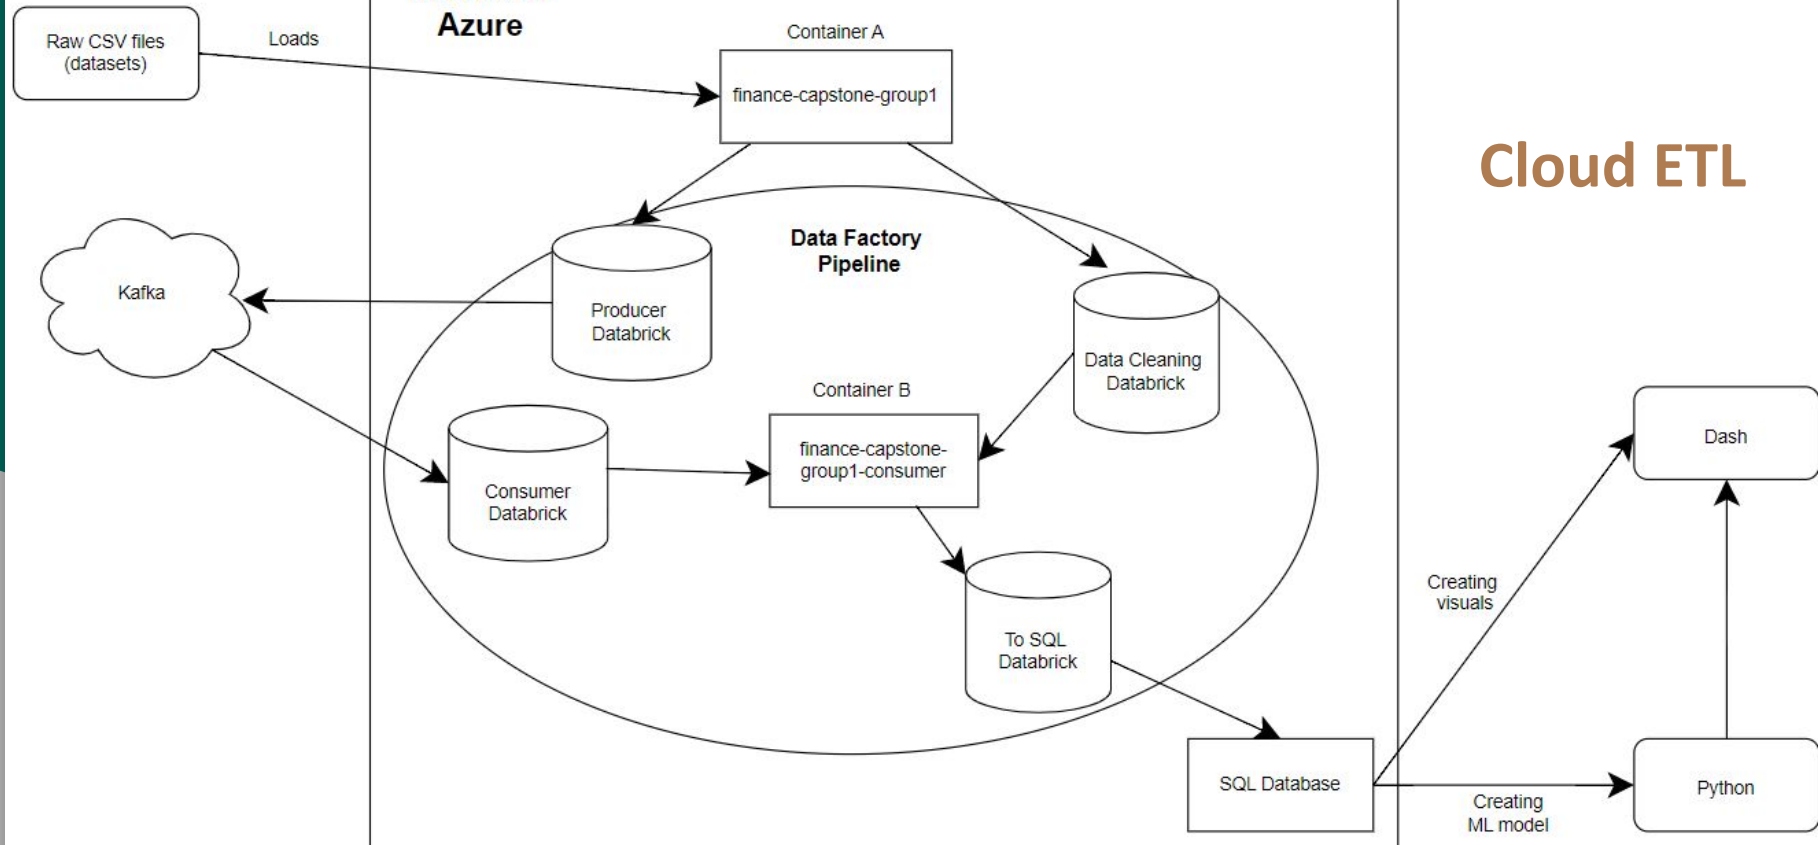 Azure
Raw CSV files
(datasets)
Loads
Container A
finance-capstone-group1
Cloud ETL
Kafka
Data Factory
Pipeline
Producer
Databrick
Data Cleaning
Databrick
Container B
finance-capstone-
group1-consumer
Consumer
Databrick
To SQL
Databrick
SQL Database
Creating
visuals
Dash
Creating
ML model
Python